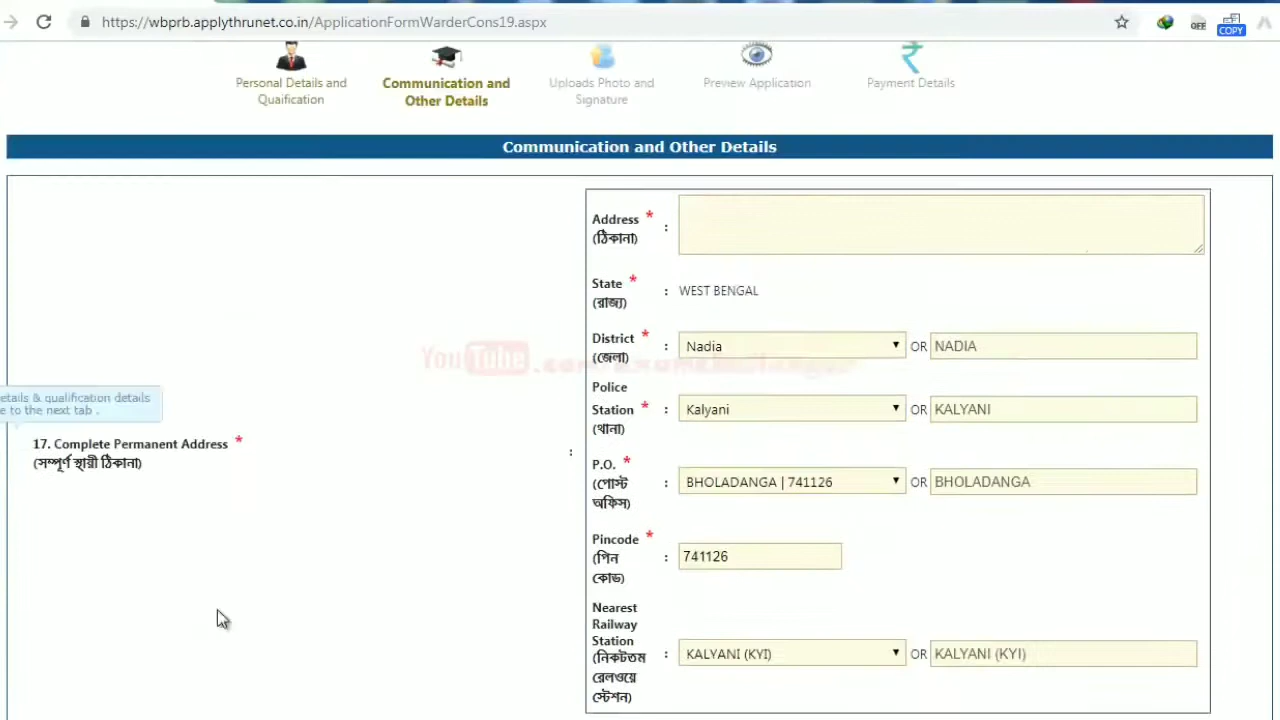 https://wbprb.applythrunet.co.in/ApplicationFormWarderCons19.aspx
OFF
COPY
Personal Details and
Quaification
Communication and
Other Details
Uploads Photo and
Signature
Preview Application
Payment Details
Communication and Other Details
Address *
(ঠিকানা)
:
State *
(রাজ্য)
: WEST BENGAL
District *
(জেলা)
: Nadia OR NADIA
YouTube
Police
Station *
(থানা)
: Kalyani OR KALYANI
etails & qualification details
e to the next tab .
17. Complete Permanent Address *
(সম্পূর্ণ স্থায়ী ঠিকানা)
:
P.O. *
(পোস্ট
অফিস)
: BHOLADANGA | 741126 OR BHOLADANGA
Pincode *
(পিন
কোড)
: 741126
Nearest
Railway
Station
(নিকটতম
রেলওয়ে
স্টেশন)
: KALYANI (KYI) OR KALYANI (KYI)